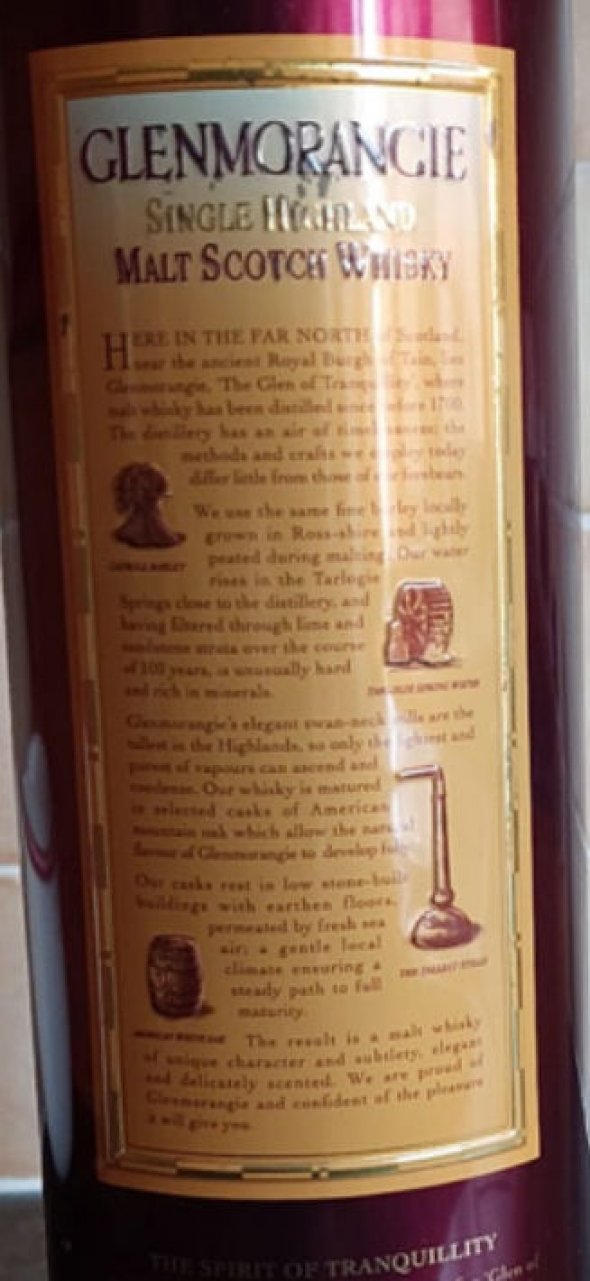 GLENMORANGIE
SINGLE HIGHLAND
MALT SCOTCH WHISKY
HERE IN THE FAR NORTH of Scotland,
near the ancient Royal Burgh of Tain, lies
Glenmorangie, 'The Glen of Tranquillity', where
malt whisky has been distilled since before 1700.
The distillery has an air of timelessness; the
methods and crafts we employ today
differ little from those of our forebears.
We use the same fine barley locally
grown in Ross-shire and lightly
peated during malting. Our water
rises in the Tarlogie
Springs close to the distillery, and
having filtered through lime and
sandstone strata over the course
of 100 years, is unusually hard
and rich in minerals.
Glenmorangie's elegant swan-neck stills are the
tallest in the Highlands, so only the lightest and
purest of vapours can ascend and
condense. Our whisky is matured
in selected casks of American
mountain oak which allow the natural
flavour of Glenmorangie to develop fully.
Our casks rest in low stone-built
buildings with earthen floors,
permeated by fresh sea
air; a gentle local
climate ensuring a
steady path to full
maturity.
The result is a malt whisky
of unique character and subtlety, elegant
and delicately scented. We are proud of
Glenmorangie and confident of the pleasure
it will give you.
THE SPIRIT OF TRANQUILLITY
'Glen of